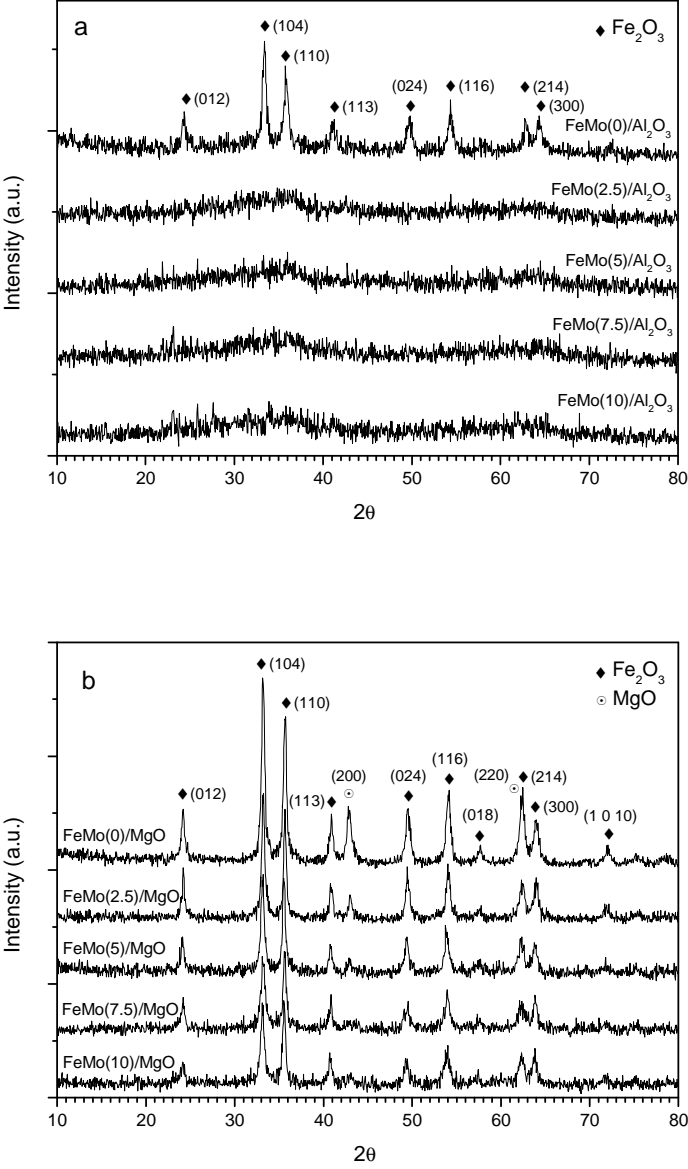 a
◆ Fe2O3
◆ (104)
◆ (110)
◆ (012)
◆ (113)
(024)
◆
◆ (116)
◆ (214)
◆ (300)
FeMo(0)/Al2O3
FeMo(2.5)/Al2O3
FeMo(5)/Al2O3
FeMo(7.5)/Al2O3
FeMo(10)/Al2O3
Intensity (a.u.)
10 20 30 40 50 60 70 80
2θ
b
◆ Fe2O3
☉ MgO
◆ (104)
◆ (110)
◆ (012)
(113) ◆
(200)
☉
(024)
◆
(116)
◆
(018)
◆
(220) ☉
◆ (214)
◆ (300)
(1 0 10)
◆
FeMo(0)/MgO
FeMo(2.5)/MgO
FeMo(5)/MgO
FeMo(7.5)/MgO
FeMo(10)/MgO
Intensity (a.u.)
10 20 30 40 50 60 70 80
2θ